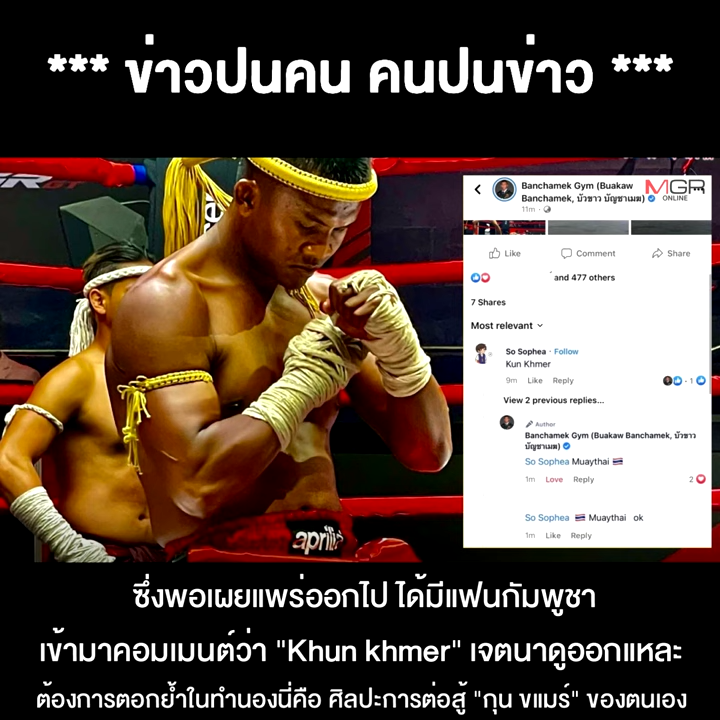 *** ข่าวปนคน คนปนข่าว ***
Banchamek Gym (Buakaw
Banchamek, บัวขาว บัญชาเมฆ)
11m
MGR
ONLINE
Like
Comment
Share
and 477 others
7 Shares
Most relevant
So Sophea · Follow
Kun Khmer
9m Like Reply
1
View 2 previous replies...
Author
Banchamek Gym (Buakaw Banchamek, บัวขาว
บัญชาเมฆ)
So Sophea Muaythai 🇹🇭
1m Love Reply
2
So Sophea 🇹🇭 Muaythai ok
1m Like Reply
aprili
ซึ่งพอเผยแพร่ออกไป ได้มีแฟนกัมพูชา
เข้ามาคอมเมนต์ว่า "Khun khmer" เจตนาดูออกแหละ
ต้องการตอกย้ำในทำนองนี่คือ ศิลปะการต่อสู้ "กุน ขแมร์" ของตนเอง